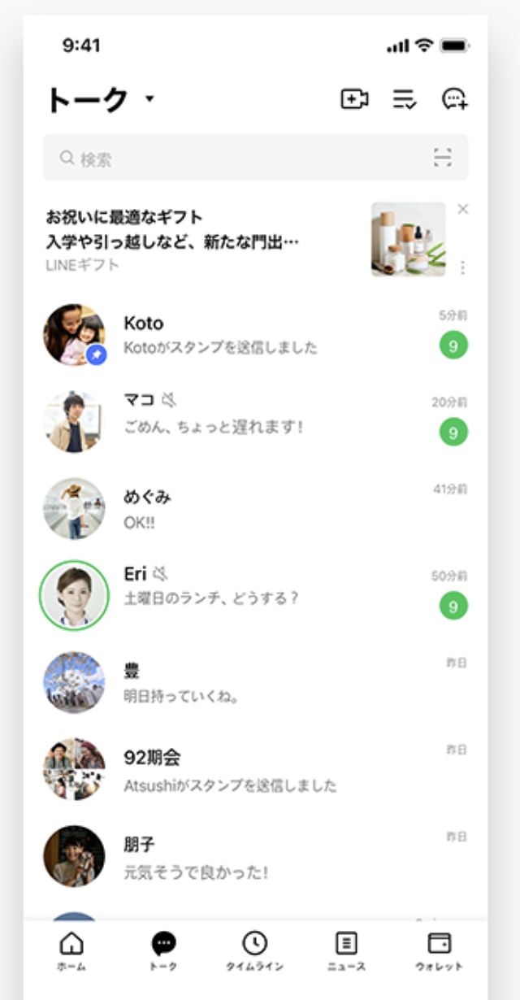 9:41
トーク
検索
お祝いに最適なギフト
入学や引っ越しなど、新たな門出…
LINEギフト
Koto
5分前
Kotoがスタンプを送信しました
9
マコ
20分前
ごめん、ちょっと遅れます!
9
めぐみ
41分前
OK!!
Eri
50分前
土曜日のランチ、どうする?
9
豊
昨日
明日持っていくね。
92期会
昨日
Atsushiがスタンプを送信しました
朋子
昨日
元気そうで良かった!
ホーム
トーク
タイムライン
ニュース
ウォレット